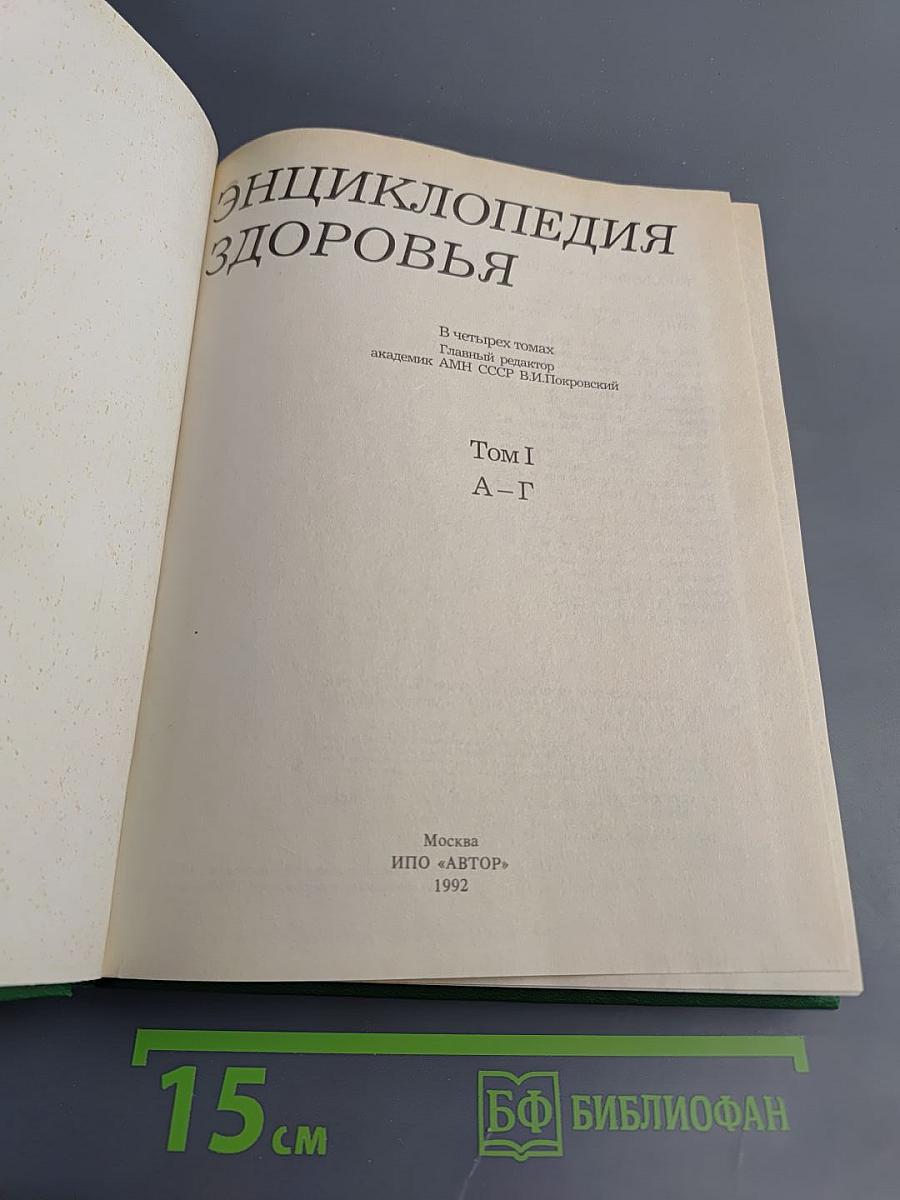 ЭНЦИКЛОПЕДИЯ
ЗДОРОВЬЯ
В четырех томах
Главный редактор
академик АМН СССР В.И.Покровский
Том I
А – Г
Москва
ИПО «АВТОР»
1992
15 см
БФ БИБЛИОФАН